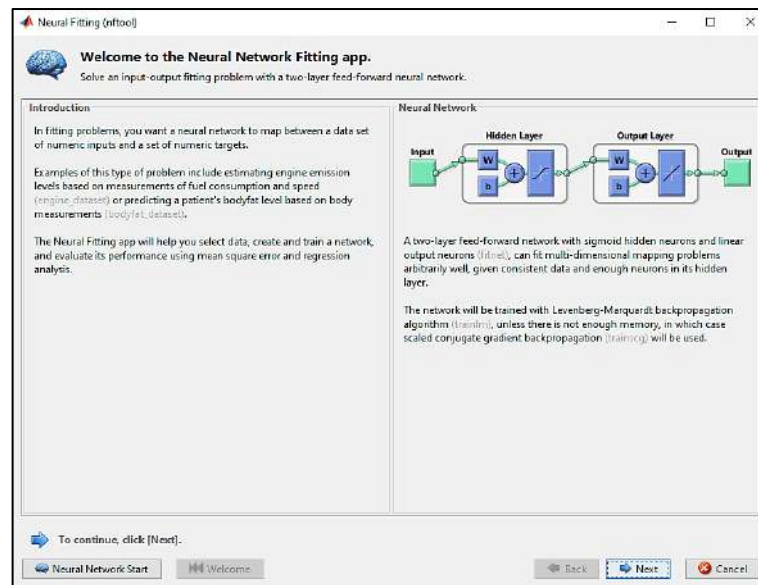 Neural Fitting (nftool)
Welcome to the Neural Network Fitting app.
Solve an input-output fitting problem with a two-layer feed-forward neural network.
Introduction
In fitting problems, you want a neural network to map between a data set
of numeric inputs and a set of numeric targets.
Examples of this type of problem include estimating engine emission
levels based on measurements of fuel consumption and speed
(engine_dataset) or predicting a patient's bodyfat level based on body
measurements (bodyfat_dataset).
The Neural Fitting app will help you select data, create and train a network,
and evaluate its performance using mean square error and regression
analysis.
Neural Network
Hidden Layer
Output Layer
Input
Output
W
b
W
b
A two-layer feed-forward network with sigmoid hidden neurons and linear
output neurons (fitnet), can fit multi-dimensional mapping problems
arbitrarily well, given consistent data and enough neurons in its hidden
layer.
The network will be trained with Levenberg-Marquardt backpropagation
algorithm (trainlm), unless there is not enough memory, in which case
scaled conjugate gradient backpropagation (trainscg) will be used.
To continue, click [Next].
Neural Network Start
Welcome
Back
Next
Cancel